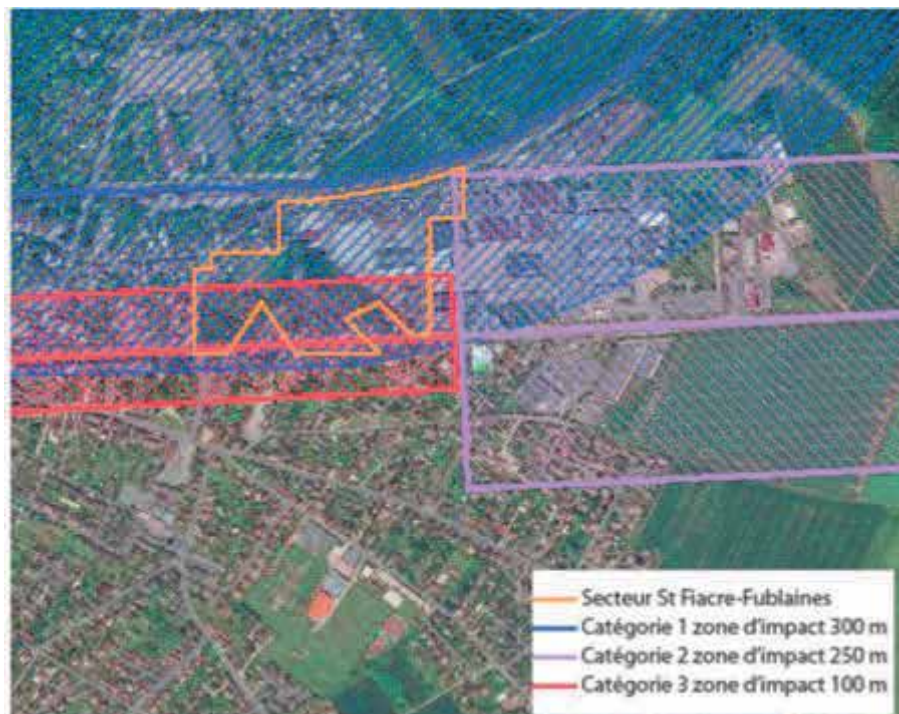 Secteur St Fiacre-Fublaines
Catégorie 1 zone d'impact 300 m
Catégorie 2 zone d'impact 250 m
Catégorie 3 zone d'impact 100 m